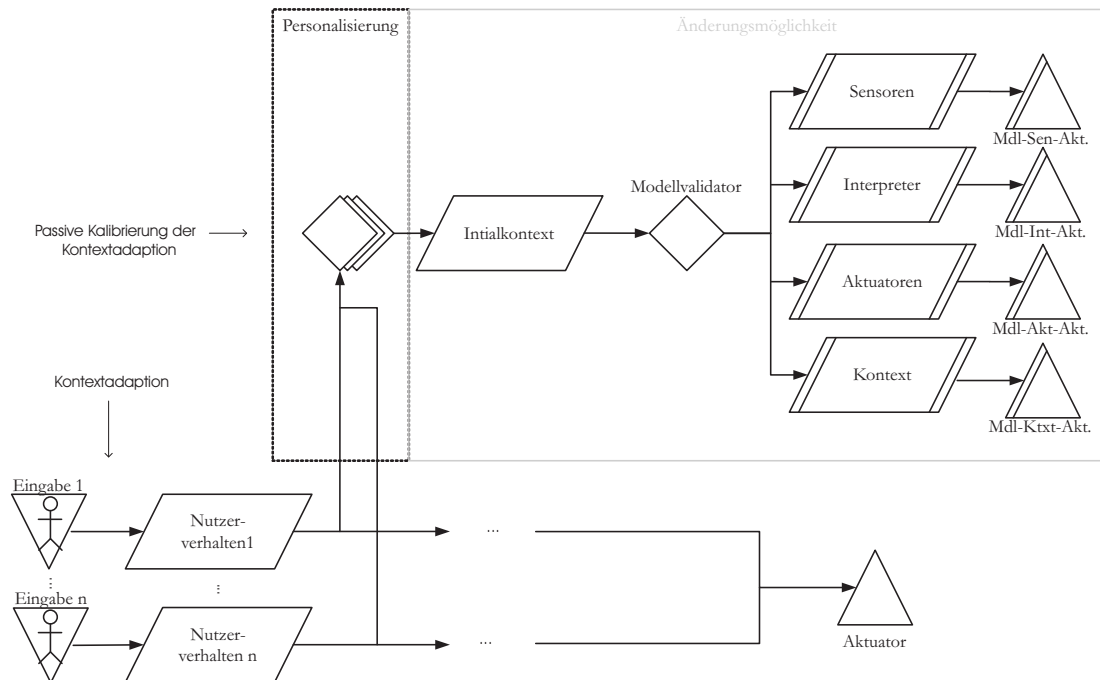 Personalisierung
Änderungsmöglichkeit
Sensoren
Mdl-Sen-Akt.
Interpreter
Mdl-Int-Akt.
Modellvalidator
Passive Kalibrierung der
Kontextadaption
Intialkontext
Aktuatoren
Mdl-Akt-Akt.
Kontext
Mdl-Ktxt-Akt.
Kontextadaption
Eingabe 1
Nutzer-
verhalten1
...
...
...
Eingabe n
Nutzer-
verhalten n
...
Aktuator